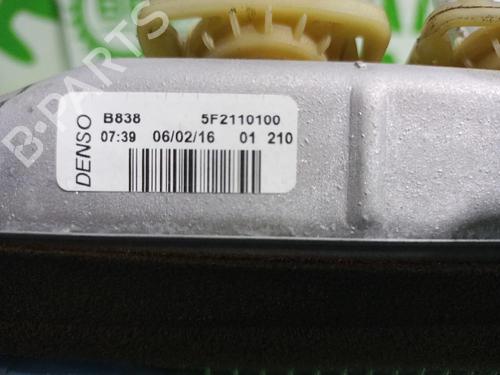 B-PARTS
DENSO
B838 5F2110100
07:39 06/02/16 01 210